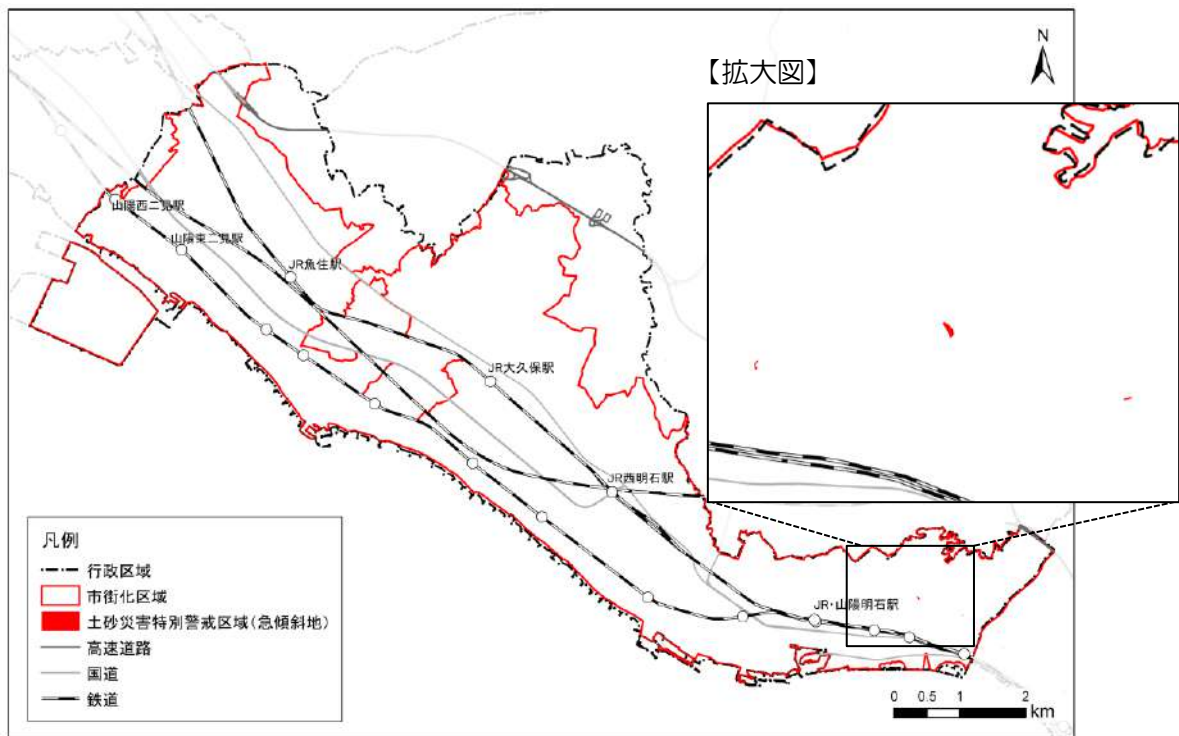 N
【拡大図】
山陽西二見駅
山陽東二見駅
JR魚住駅
JR大久保駅
JR西明石駅
JR・山陽明石駅
凡例
行政区域
市街化区域
土砂災害特別警戒区域(急傾斜地)
高速道路
国道
鉄道
0 0.5 1 2
km